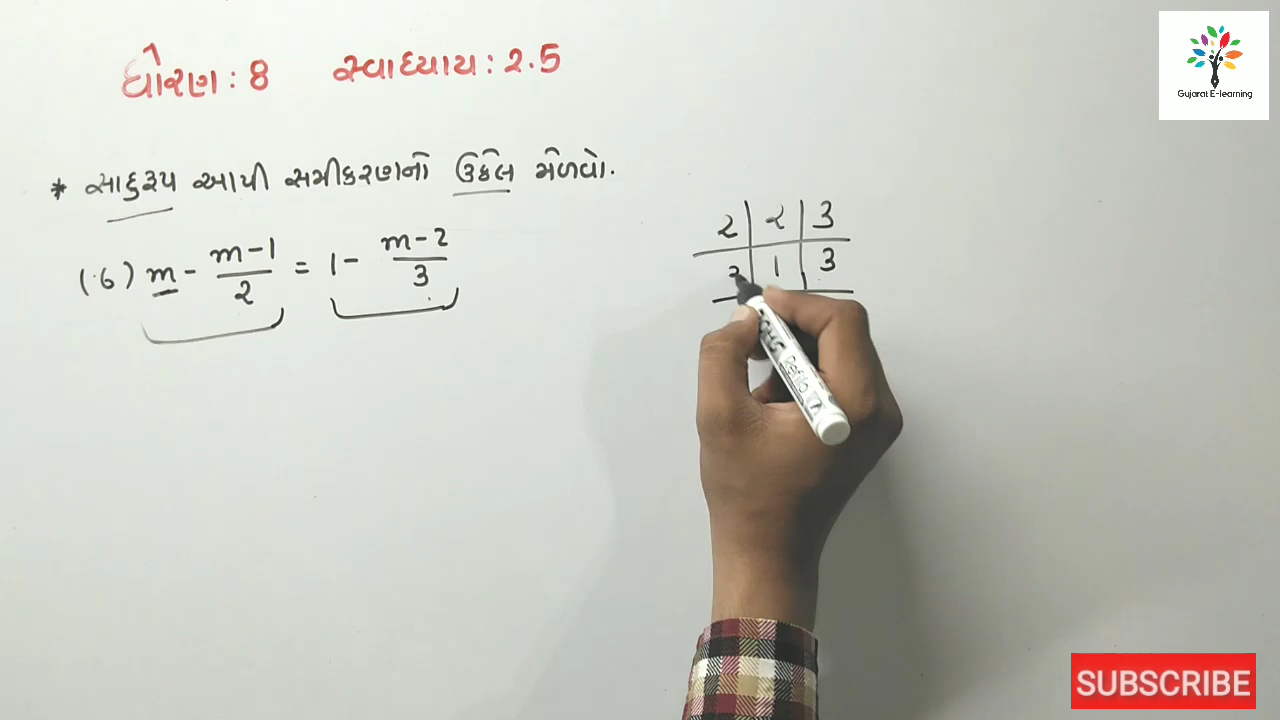 ધોરણ : 8 સ્વાધ્યાય : 2.5
* સાદુરૂપ આપી સમીકરણનો ઉકેલ મેળવો.
(6) m - (m-1)/2 = 1 - (m-2)/3
2 | 2 3
3 | 1 3
Gujarat E-learning
SUBSCRIBE